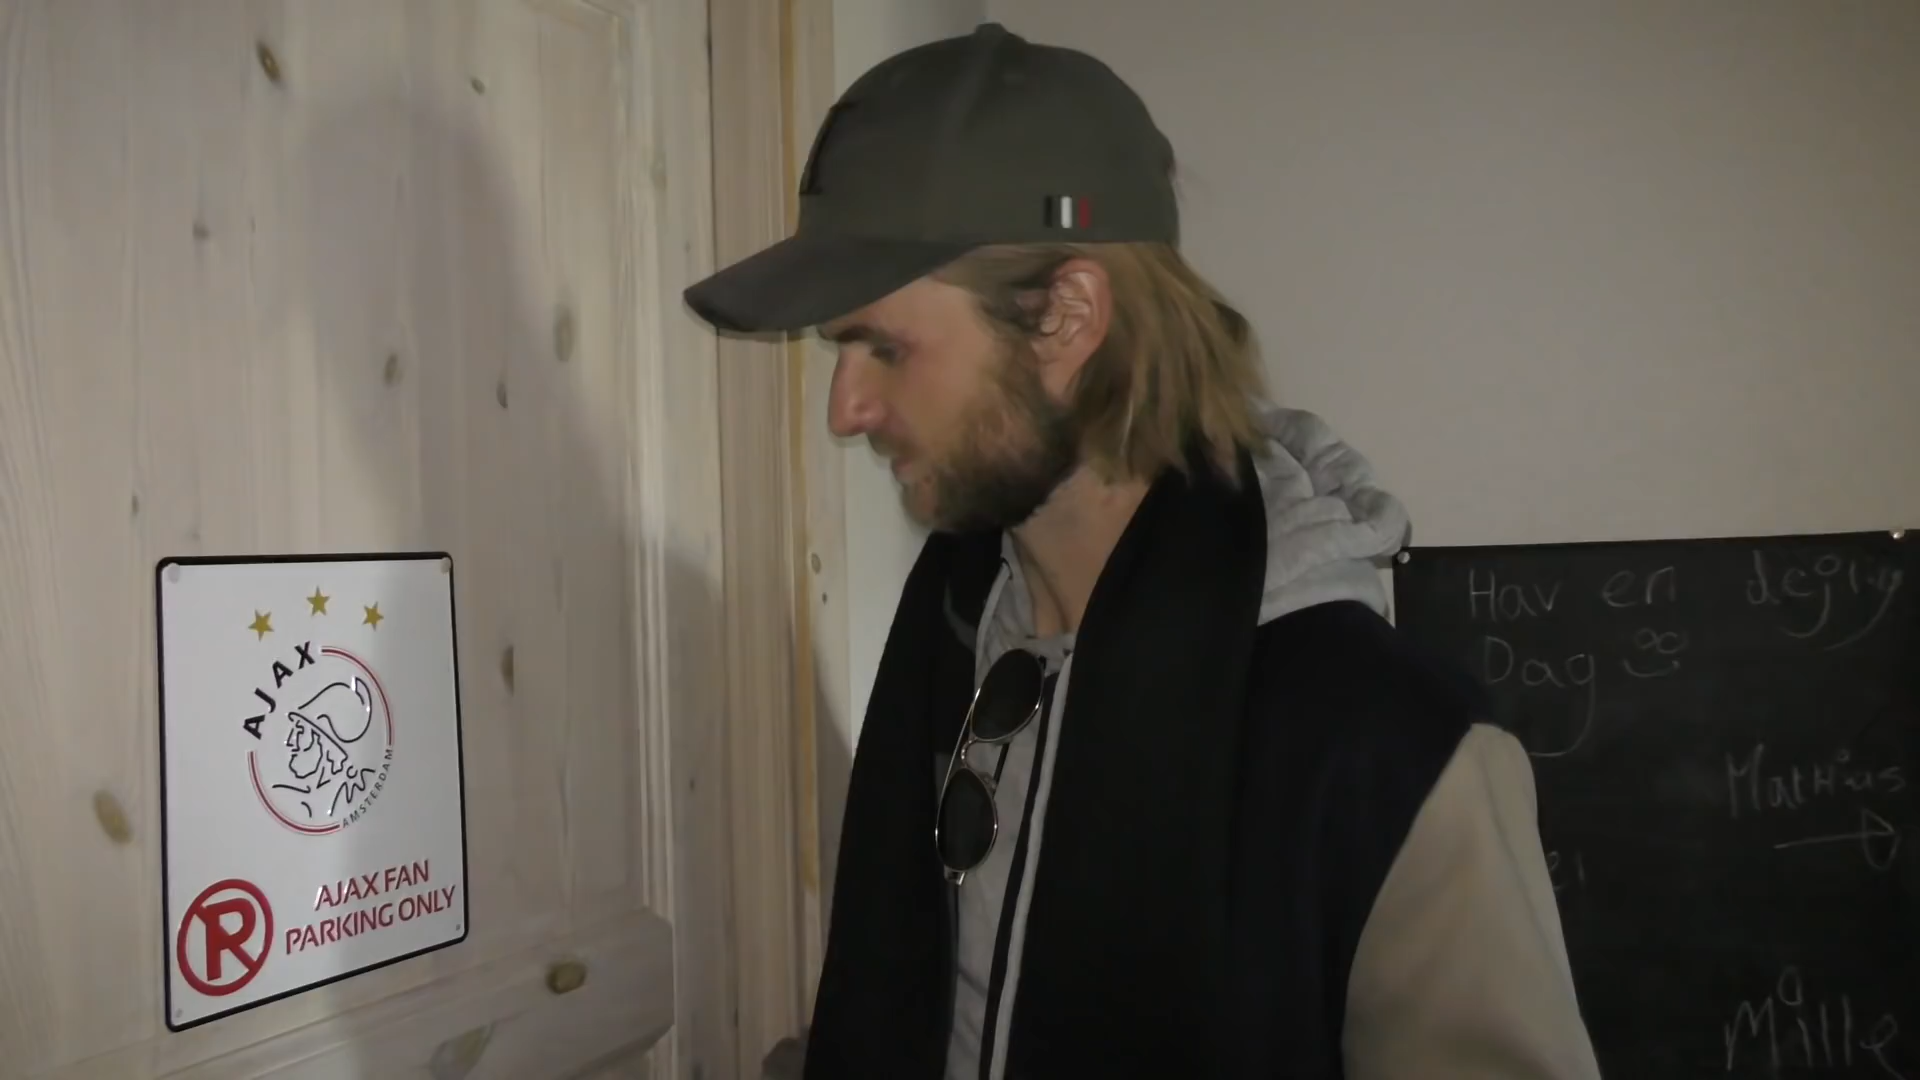 AJAX
AMSTERDAM
AJAX FAN
PARKING ONLY
R
Hav en dejlig
Dag
Mathias
Mille